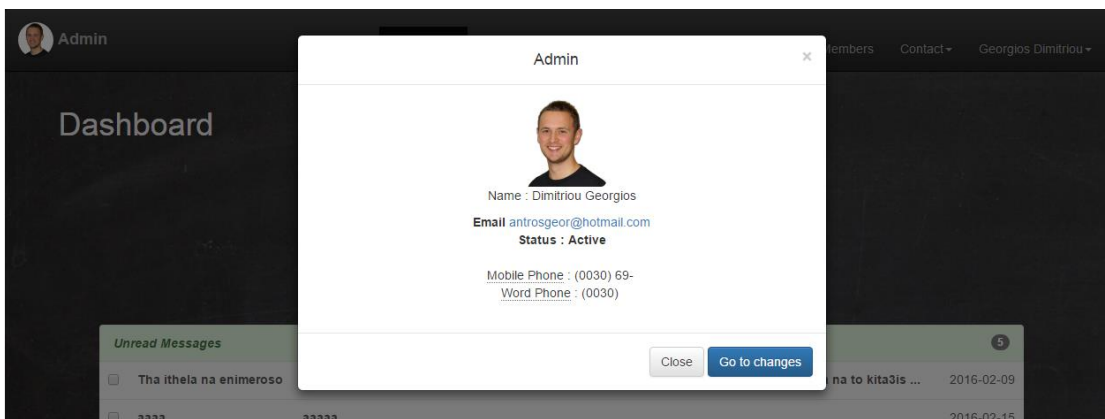 Admin
Members Contact Georgios Dimitriou
Admin ×
Dashboard
Name : Dimitriou Georgios
Email antrosgeor@hotmail.com
Status : Active
Mobile Phone : (0030) 69-
Word Phone : (0030)
Close Go to changes
Unread Messages 5
Tha ithela na enimeroso na to kita3is ... 2016-02-09
aaaa aaaaa 2016-02-15